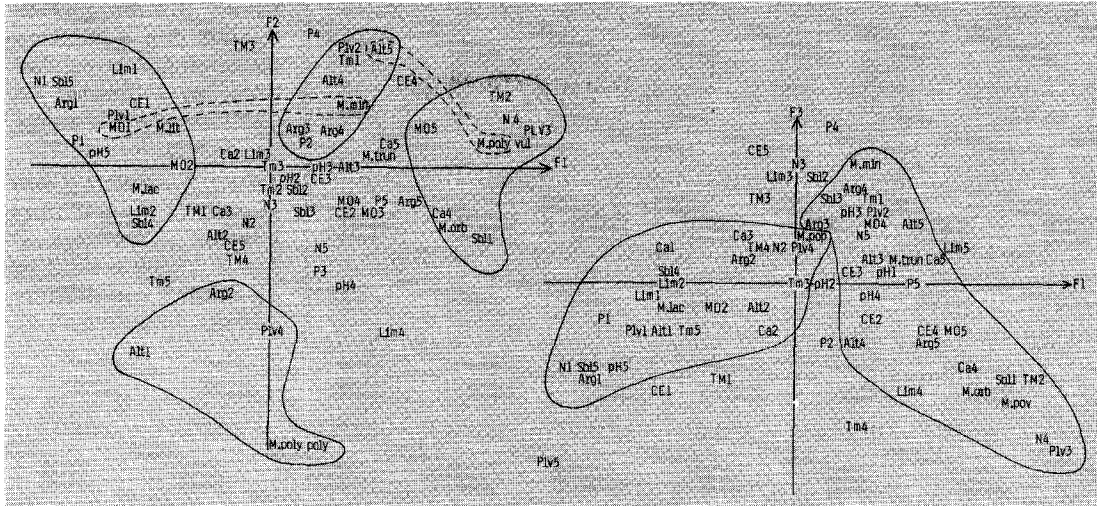 F2
P4
TM3
Plv2 Alt5
Tm1
Lim1
N1 Sbl5
Alt4
CE4
TM2
Arg1
CE1
M.min
Plv1
MO1
M.lit
N4
PLV3
Arg3
Arg4
MO5
P1
P2
pH5
Ca5
M.poly vul
Ca2 Lim3
M.trun
MO2
Tm3
pH3 Alt3
F1
pH2 CE3
M.lac
Tm2 Sbl2
N3
MO4 P5 Arg5
Lim2
TM1 Ca3
Sbl3
CE2 MO3
Ca4
Sbl4
N2
M.orb
Alt2
Sbl1
CE5
N5
TM4
P3
Tm5
pH4
Arg2
Plv4
Lim4
Alt1
M.poly poly
Plv5
F3
P4
CE5
N3
M.min
Lim3
Sbl2
TM3
Arg4
Sbl3
Tm1
pH3 Plv2
Arg3
MO4
Alt5
Ca3
M.pop
N5
Ca1
TM4 N2 Plv4
Lim5
Arg2
Alt3 M.trun Ca5
Sbl4
CE3 pH1
Lim2
Tm3 pH2
P5
F1
Lim1
pH4
M.lac
MO2
Alt2
P1
CE2
Plv1 Alt1 Tm5
Ca2
CE4 MO5
P2 Alt4
Arg5
N1 Sbl5 pH5
Ca4
Arg1
TM1
Sbl1 TM2
CE1
Lim4
M.orb
M.pov
Tm4
N4
Plv3